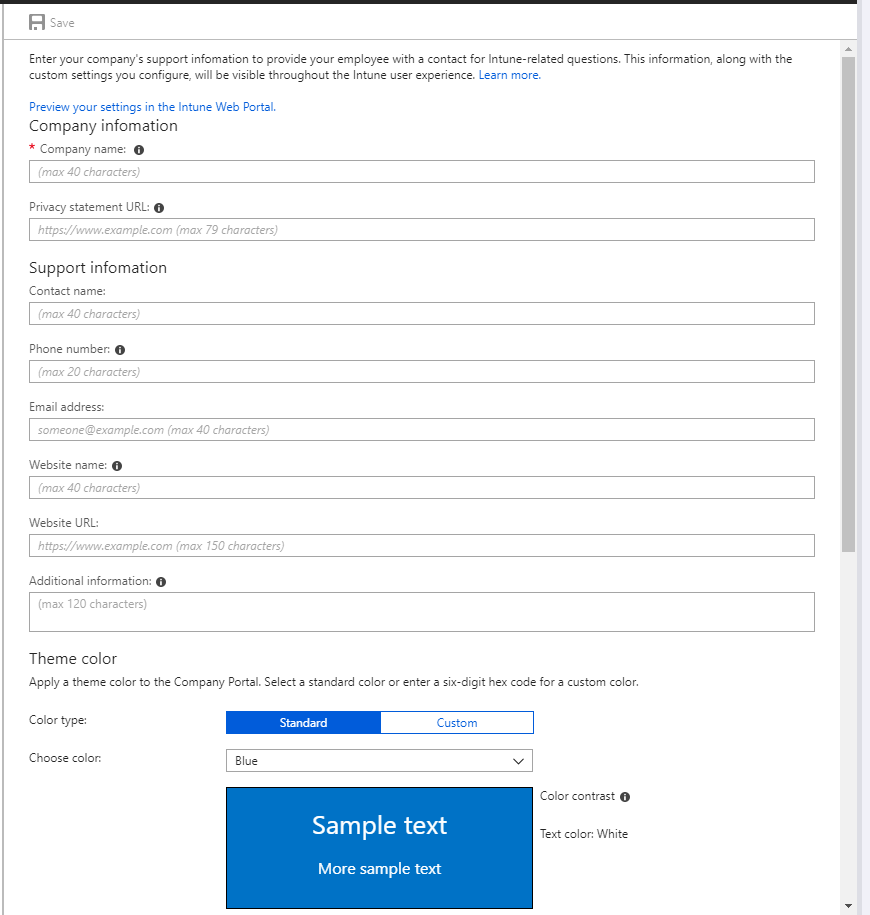 Save
Enter your company's support infomation to provide your employee with a contact for Intune-related questions. This information, along with the
custom settings you configure, will be visible throughout the Intune user experience. Learn more.
Preview your settings in the Intune Web Portal.
Company infomation
* Company name:
(max 40 characters)
Privacy statement URL:
https://www.example.com (max 79 characters)
Support infomation
Contact name:
(max 40 characters)
Phone number:
(max 20 characters)
Email address:
someone@example.com (max 40 characters)
Website name:
(max 40 characters)
Website URL:
https://www.example.com (max 150 characters)
Additional information:
(max 120 characters)
Theme color
Apply a theme color to the Company Portal. Select a standard color or enter a six-digit hex code for a custom color.
Color type:
Standard
Custom
Choose color:
Blue
Sample text
More sample text
Color contrast
Text color: White